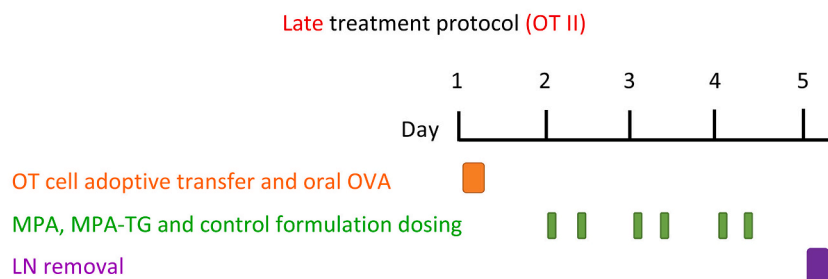 Late treatment protocol (OT II)
1 2 3 4 5
Day
OT cell adoptive transfer and oral OVA
MPA, MPA-TG and control formulation dosing
LN removal